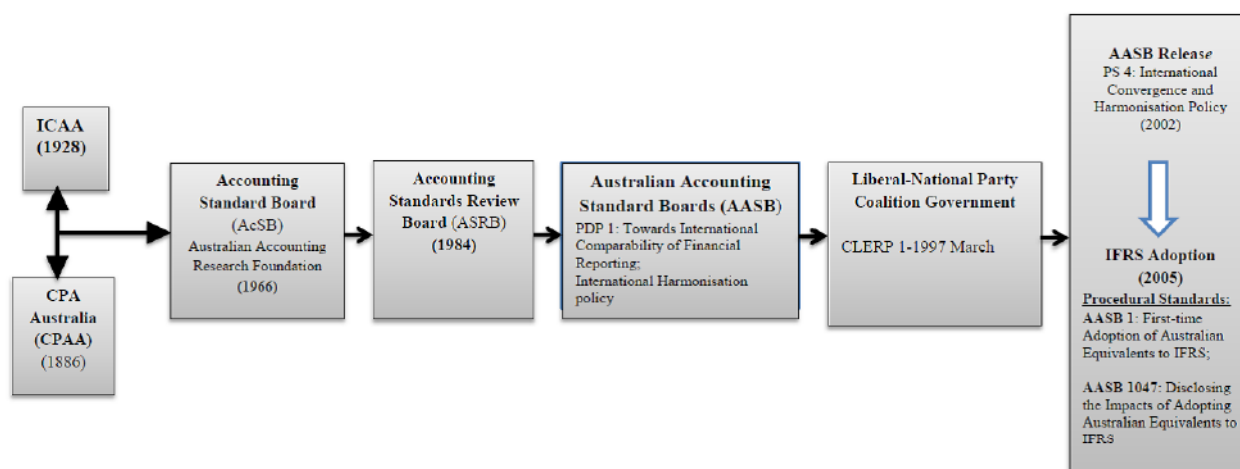 ICAA
(1928)
CPA
Australia
(CPAA)
(1886)
Accounting
Standard Board
(AcSB)
Australian Accounting
Research Foundation
(1966)
Accounting
Standards Review
Board (ASRB)
(1984)
Australian Accounting
Standard Boards (AASB)
PDP 1: Towards International
Comparability of Financial
Reporting;
International Harmonisation
policy
Liberal-National Party
Coalition Government
CLERP 1-1997 March
AASB Release
PS 4: International
Convergence and
Harmonisation Policy
(2002)
IFRS Adoption
(2005)
Procedural Standards:
AASB 1: First-time
Adoption of Australian
Equivalents to IFRS;
AASB 1047: Disclosing
the Impacts of Adopting
Australian Equivalents to
IFRS